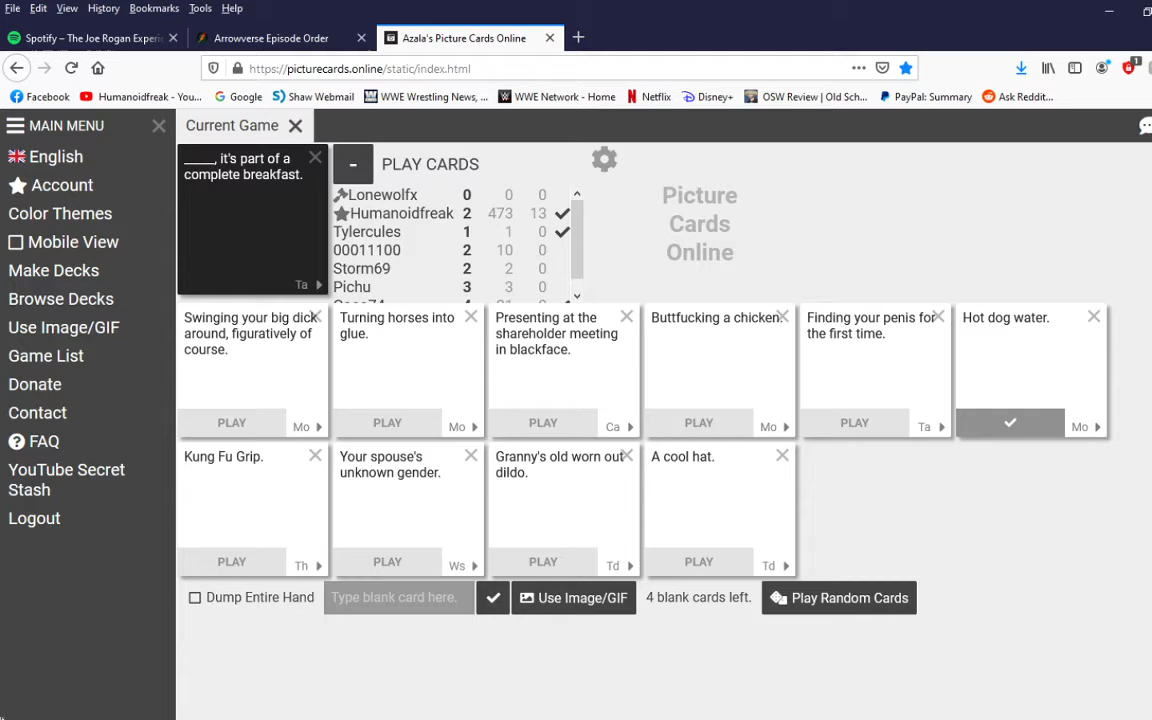 File Edit View History Bookmarks Tools Help
Spotify – The Joe Rogan Experie
Arrowverse Episode Order
Azala's Picture Cards Online
https://picturecards.online/static/index.html
1
Facebook
Humanoidfreak - You...
Google
Shaw Webmail
WWE Wrestling News, ...
WWE Network - Home
Netflix
Disney+
OSW Review | Old Sch...
PayPal: Summary
Ask Reddit...
MAIN MENU
English
Account
Color Themes
Mobile View
Make Decks
Browse Decks
Use Image/GIF
Game List
Donate
Contact
FAQ
YouTube Secret
Stash
Logout
Current Game
_____, it's part of a
complete breakfast.
Ta
- PLAY CARDS
Lonewolfx 0 0 0
Humanoidfreak 2 473 13
Tylercules 1 1 0
00011100 2 10 0
Storm69 2 2 0
Pichu 3 3 0
Picture
Cards
Online
Swinging your big dick
around, figuratively of
course.
PLAY Mo
Turning horses into
glue.
PLAY Mo
Presenting at the
shareholder meeting
in blackface.
PLAY Ca
Buttfucking a chicken.
PLAY Mo
Finding your penis for
the first time.
PLAY Ta
Hot dog water.
Mo
Kung Fu Grip.
PLAY Th
Your spouse's
unknown gender.
PLAY Ws
Granny's old worn out
dildo.
PLAY Td
A cool hat.
PLAY Td
Dump Entire Hand
Type blank card here.
Use Image/GIF
4 blank cards left.
Play Random Cards